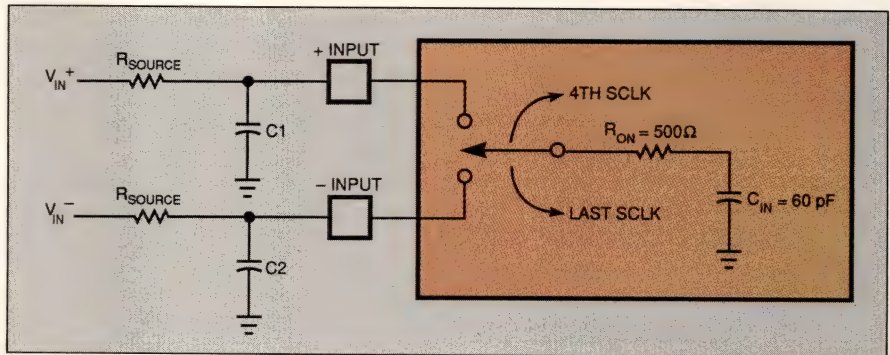 + INPUT
R_SOURCE
V_IN+
C1
4TH SCLK
R_ON = 500Ω
− INPUT
R_SOURCE
V_IN−
C2
LAST SCLK
C_IN = 60 pF